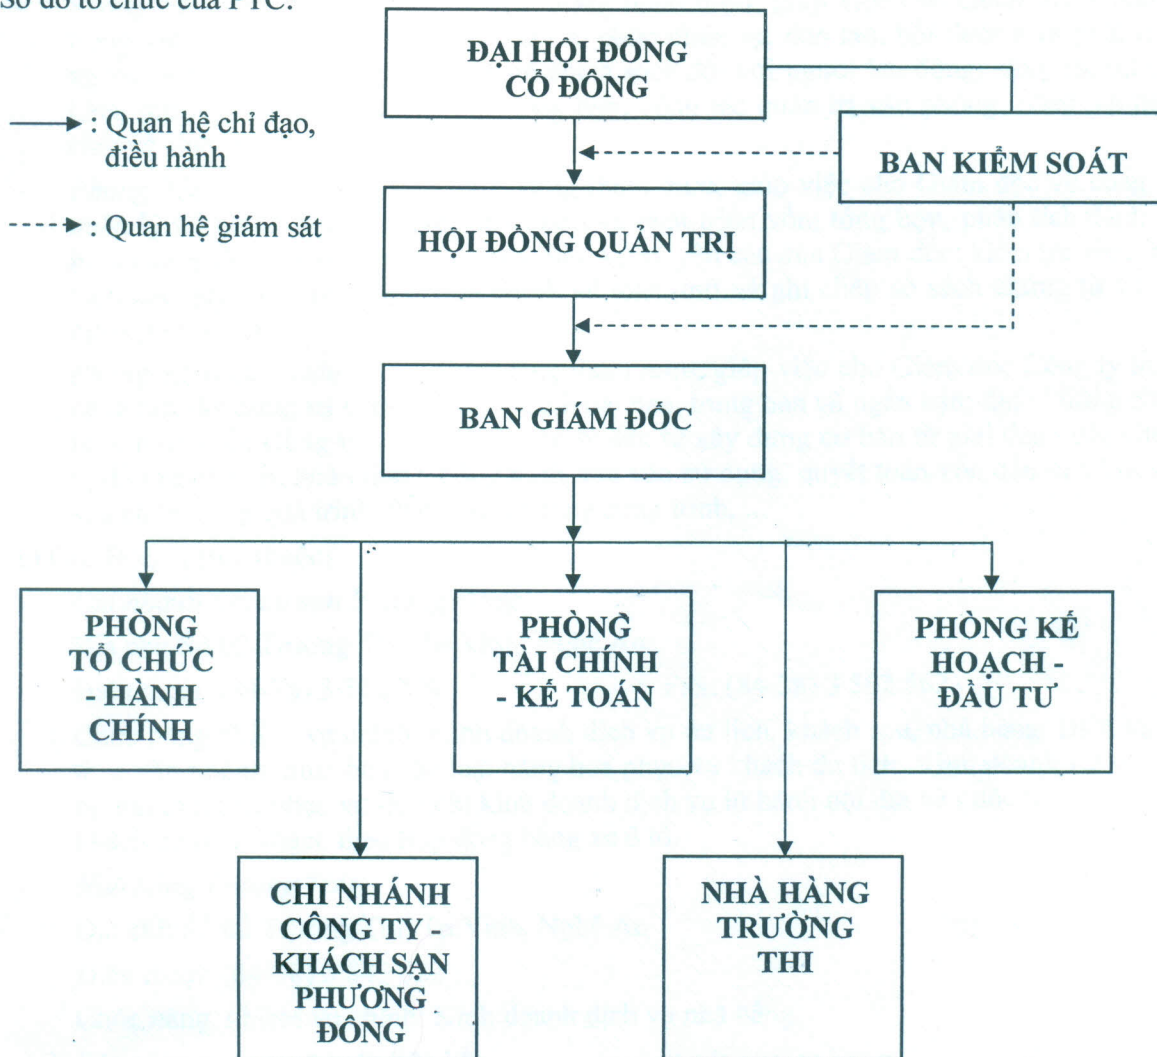 Sơ đồ tổ chức của PTC:
ĐẠI HỘI ĐỒNG
CỔ ĐÔNG
: Quan hệ chỉ đạo,
điều hành
BAN KIỂM SOÁT
: Quan hệ giám sát
HỘI ĐỒNG QUẢN TRỊ
BAN GIÁM ĐỐC
PHÒNG
TỔ CHỨC
- HÀNH
CHÍNH
PHÒNG
TÀI CHÍNH
- KẾ TOÁN
PHÒNG KẾ
HOẠCH -
ĐẦU TƯ
CHI NHÁNH
CÔNG TY -
KHÁCH SẠN
PHƯƠNG
ĐÔNG
NHÀ HÀNG
TRƯỜNG
THI